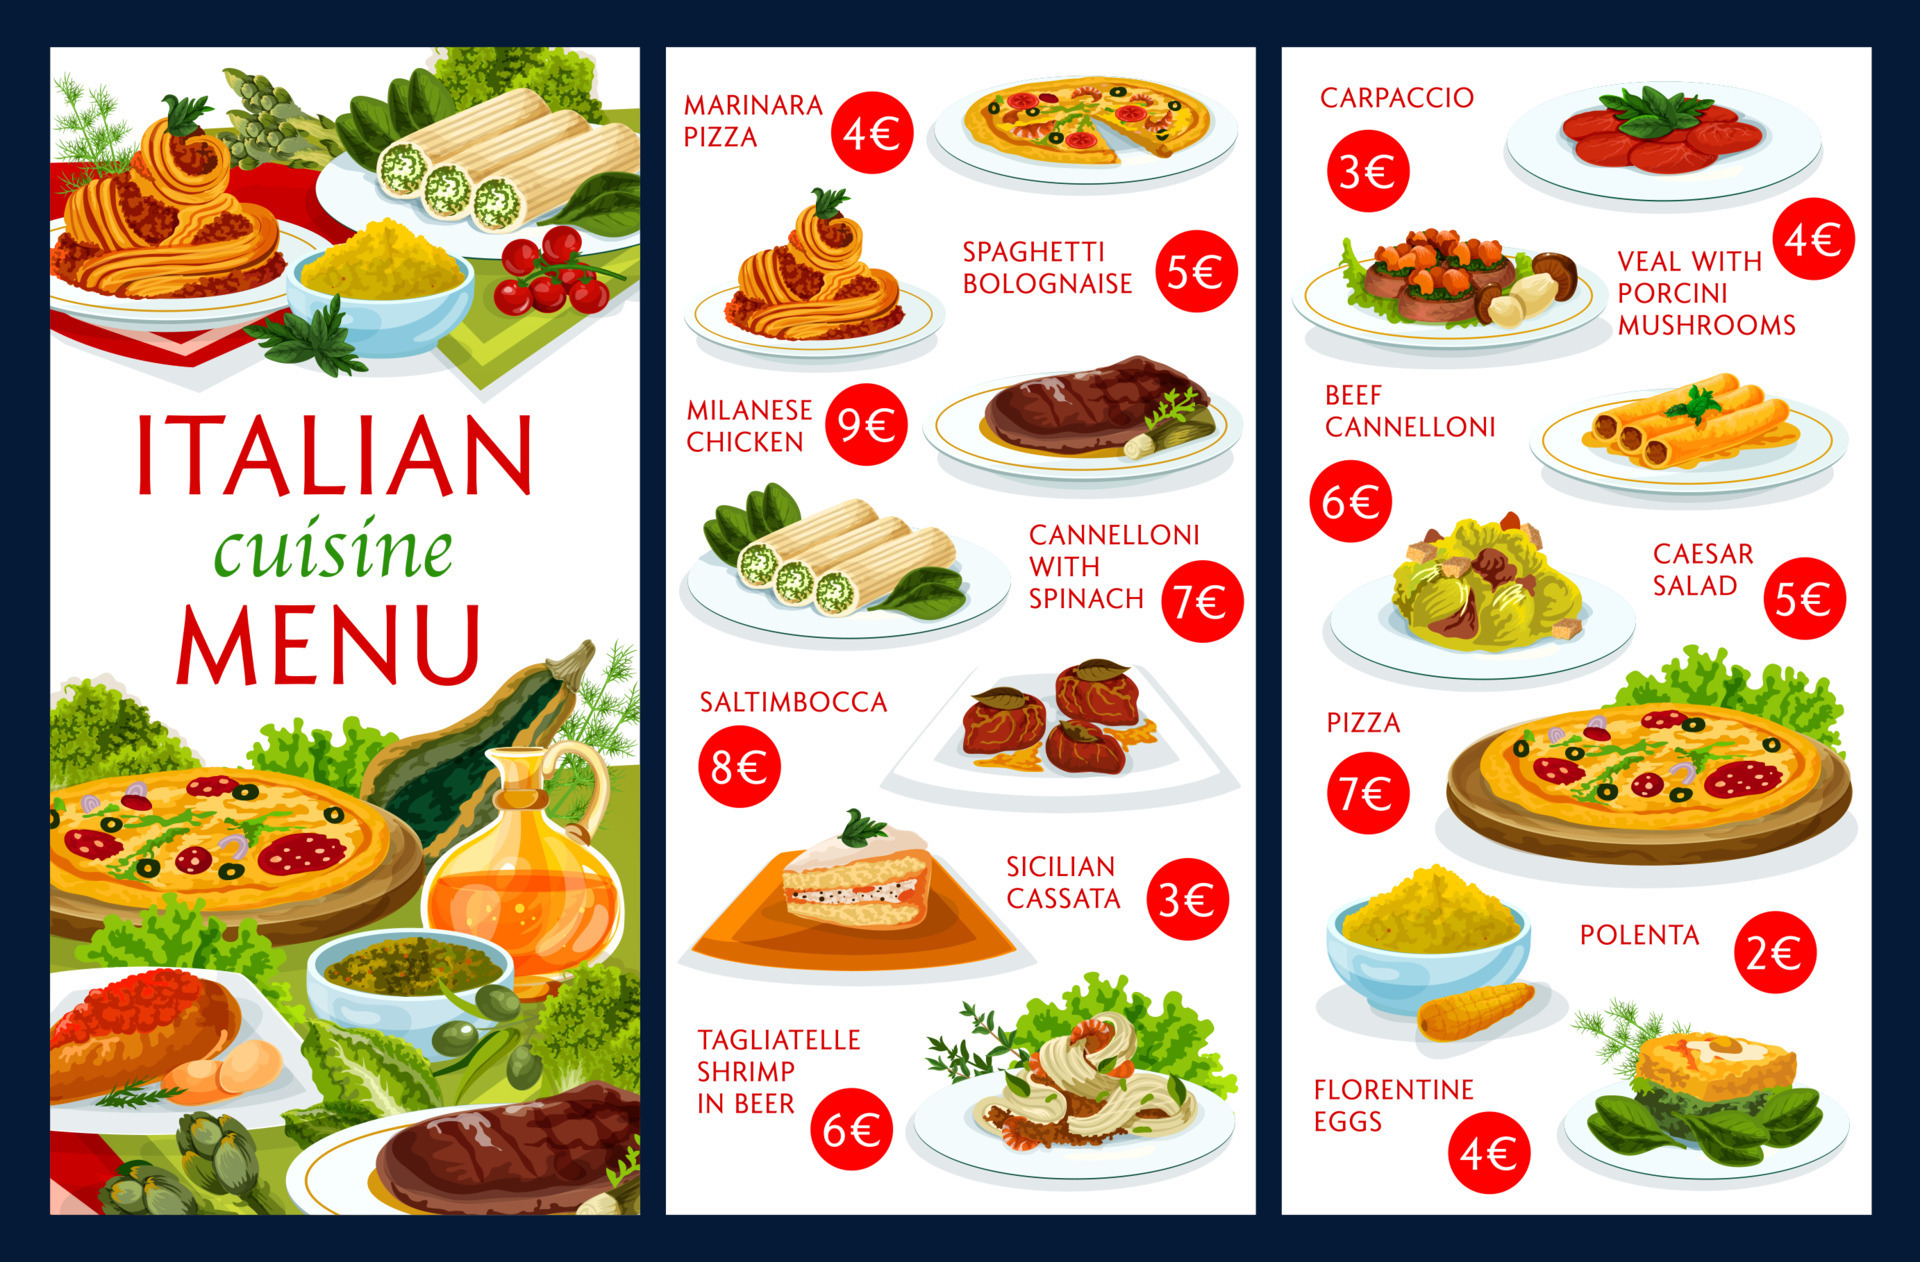 ITALIAN
cuisine
MENU
MARINARA
PIZZA
4€
SPAGHETTI
BOLOGNAISE
5€
MILANESE
CHICKEN
9€
CANNELLONI
WITH
SPINACH
7€
SALTIMBOCCA
8€
SICILIAN
CASSATA
3€
TAGLIATELLE
SHRIMP
IN BEER
6€
CARPACCIO
3€
VEAL WITH
PORCINI
MUSHROOMS
4€
BEEF
CANNELLONI
6€
CAESAR
SALAD
5€
PIZZA
7€
POLENTA
2€
FLORENTINE
EGGS
4€